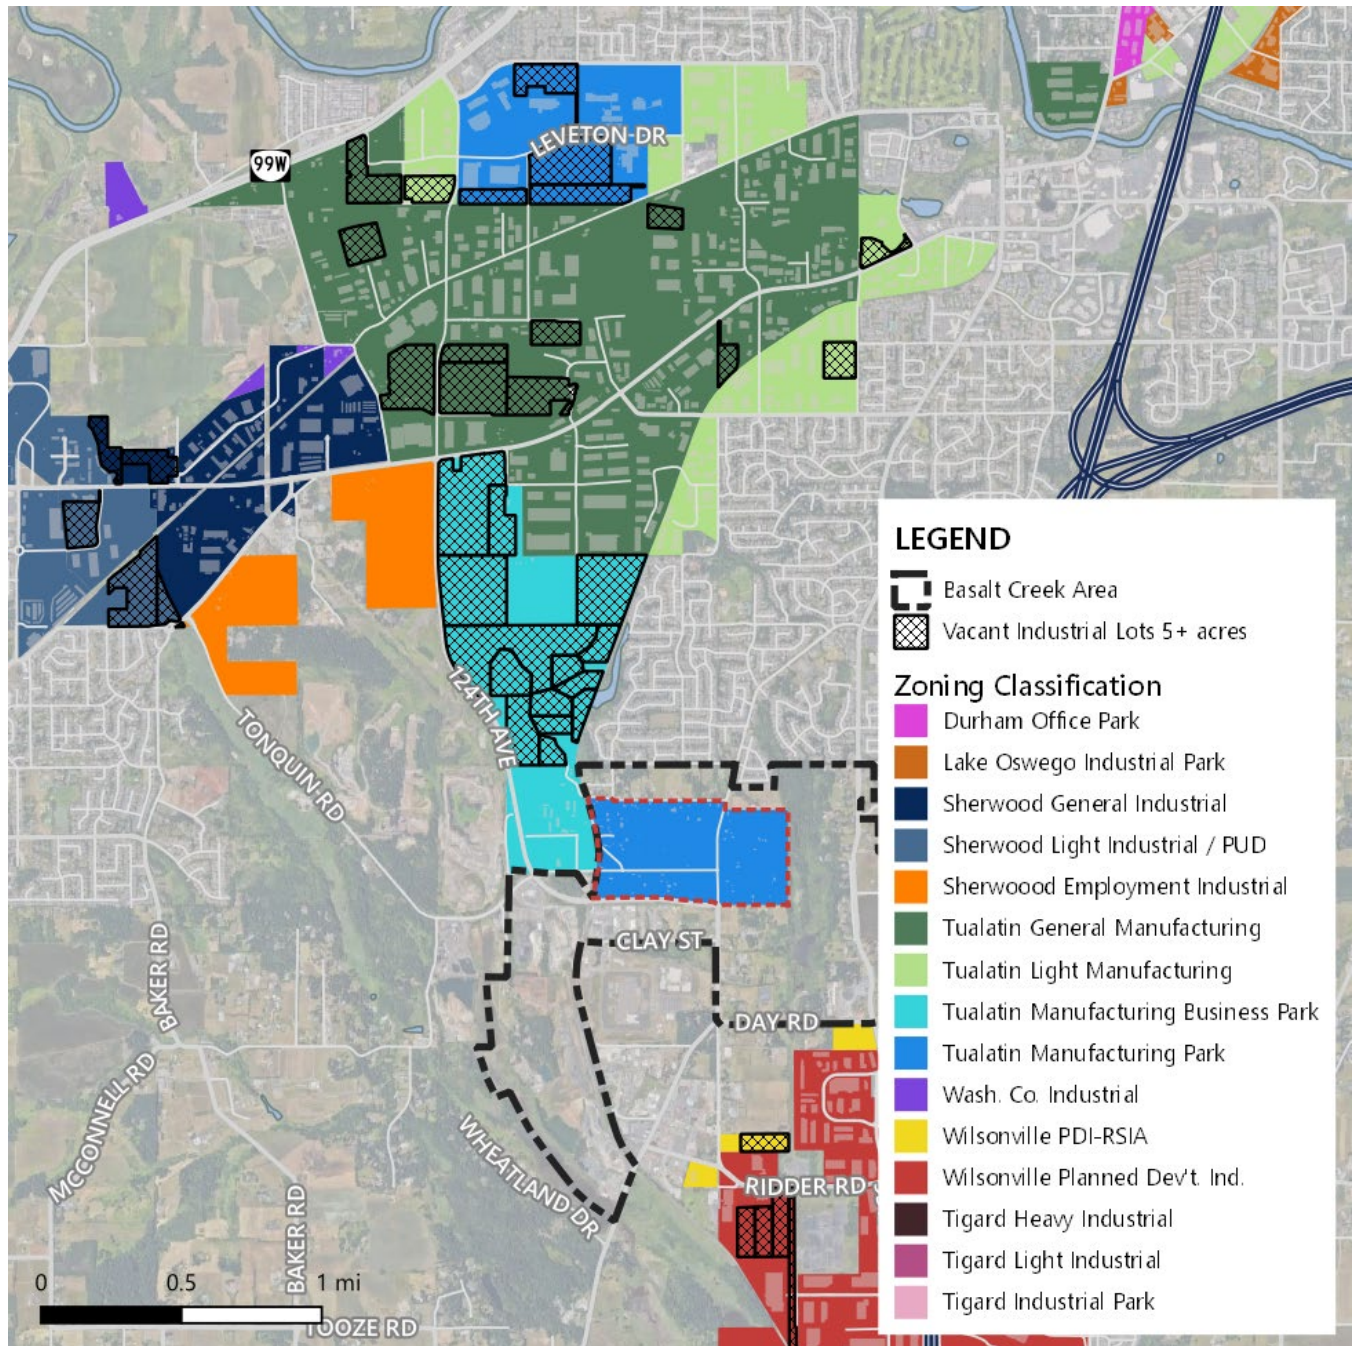 LEVETON DR
99W
124TH AVE
TONQUIN RD
CLAY ST
DAY RD
BAKER RD
MCCONNELL RD
WHEATLAND DR
RIDDER RD
BAKER RD
TOOZE RD
0 0.5 1 mi
LEGEND
Basalt Creek Area
Vacant Industrial Lots 5+ acres
Zoning Classification
Durham Office Park
Lake Oswego Industrial Park
Sherwood General Industrial
Sherwood Light Industrial / PUD
Sherwoood Employment Industrial
Tualatin General Manufacturing
Tualatin Light Manufacturing
Tualatin Manufacturing Business Park
Tualatin Manufacturing Park
Wash. Co. Industrial
Wilsonville PDI-RSIA
Wilsonville Planned Dev't. Ind.
Tigard Heavy Industrial
Tigard Light Industrial
Tigard Industrial Park